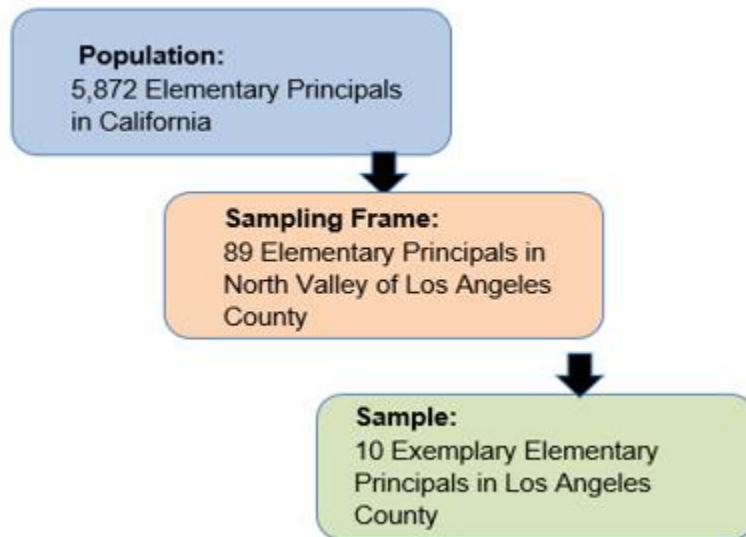 Population:
5,872 Elementary Principals
in California
Sampling Frame:
89 Elementary Principals in
North Valley of Los Angeles
County
Sample:
10 Exemplary Elementary
Principals in Los Angeles
County